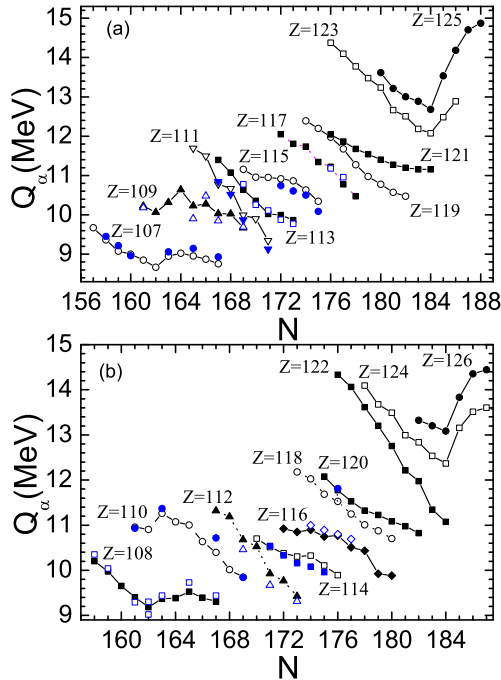 15
(a)
Z=123
Z=125
14
13
Z=117
12
Z=111
Z=115
Z=121
11
Z=109
10
Z=119
Z=107
Z=113
9
8
Qα(MeV)
156 160 164 168 172 176 180 184 188
N
15
(b)
Z=122
Z=126
Z=124
14
13
Z=118
Z=120
12
Z=112
Z=110
Z=116
11
Z=108
10
Z=114
9
Qα(MeV)
160 164 168 172 176 180 184
N